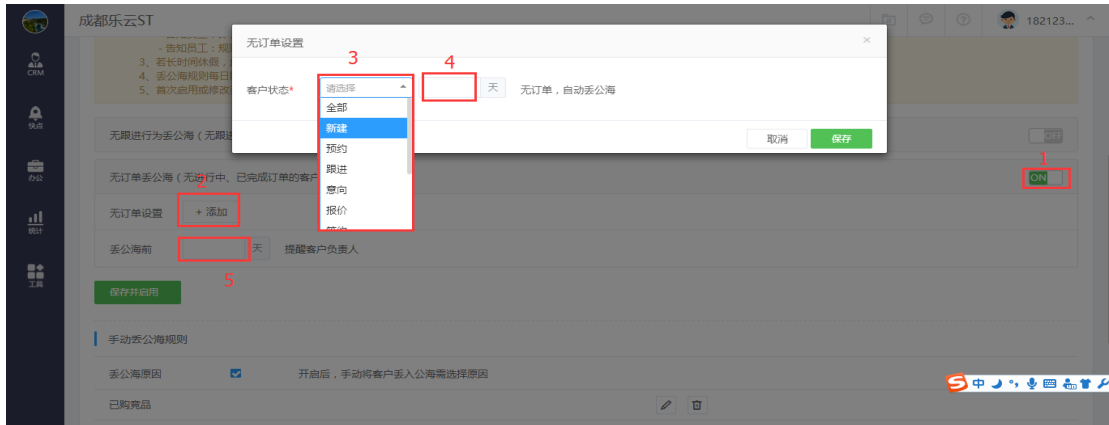 成都乐云ST
182123...
CRM
快点
办公
统计
工具
- 告知员工：规
3、若长时间休假，
4、丢公海规则每日
5、首次启用或修改
无订单设置
×
3
4
客户状态*
请选择
天
无订单，自动丢公海
全部
新建
预约
跟进
意向
报价
取消
保存
无跟进行为丢公海（无跟进
OFF
1
无订单丢公海（无进行中、已完成订单的客户
ON
2
无订单设置
+ 添加
丢公海前
天
提醒客户负责人
5
保存并启用
手动丢公海规则
丢公海原因
开启后，手动将客户丢入公海需选择原因
已购竞品
中